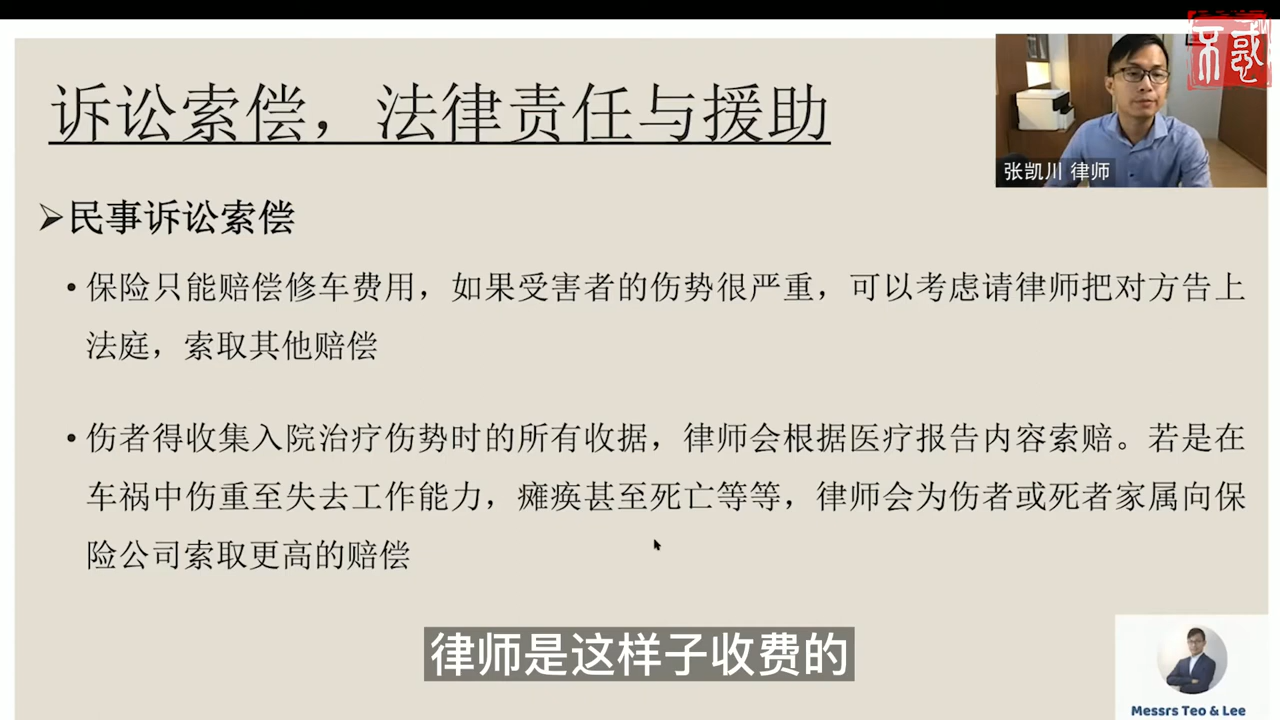 不惑
诉讼索偿，法律责任与援助
张凯川 律师
➢民事诉讼索偿
• 保险只能赔偿修车费用，如果受害者的伤势很严重，可以考虑请律师把对方告上
法庭，索取其他赔偿
• 伤者得收集入院治疗伤势时的所有收据，律师会根据医疗报告内容索赔。若是在
车祸中伤重至失去工作能力，瘫痪甚至死亡等等，律师会为伤者或死者家属向保
险公司索取更高的赔偿
律师是这样子收费的
Messrs Teo & Lee